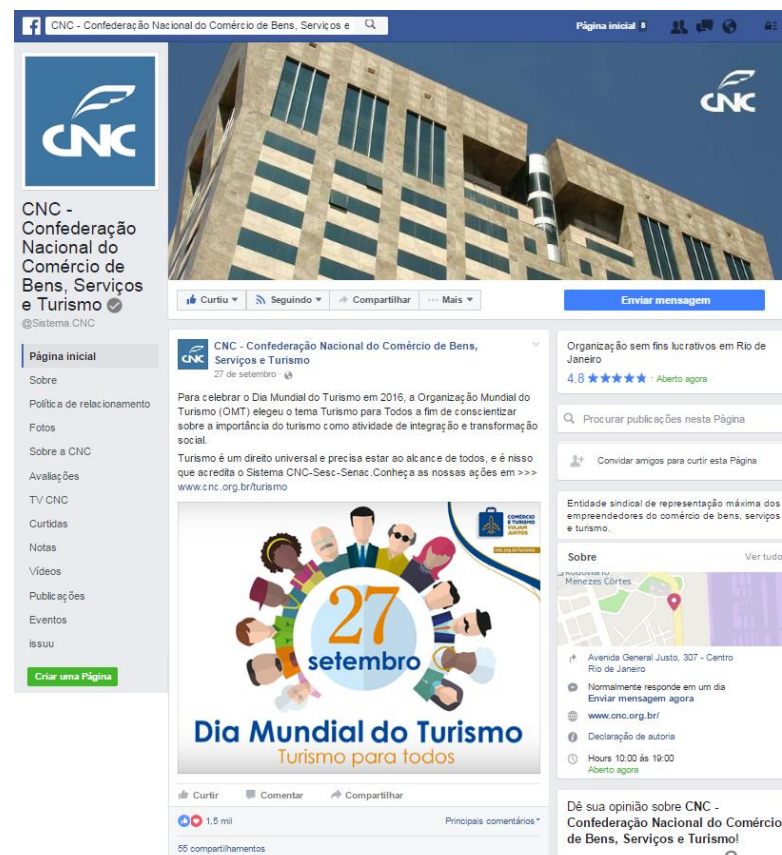 CNC - Confederação Nacional do Comércio de Bens, Serviços e
Página inicial 8
CNC
CNC
CNC -
Confederação
Nacional do
Comércio de
Bens, Serviços
e Turismo
@Sistema.CNC
Curtiu
Seguindo
Compartilhar
Mais
Enviar mensagem
Página inicial
Sobre
Política de relacionamento
Fotos
Sobre a CNC
Avaliações
TV CNC
Curtidas
Notas
Vídeos
Publicações
Eventos
issuu
Criar uma Página
CNC
CNC - Confederação Nacional do Comércio de Bens,
Serviços e Turismo
27 de setembro ·
Para celebrar o Dia Mundial do Turismo em 2016, a Organização Mundial do
Turismo (OMT) elegeu o tema Turismo para Todos a fim de conscientizar
sobre a importância do turismo como atividade de integração e transformação
social.
Turismo é um direito universal e precisa estar ao alcance de todos, e é nisso
que acredita o Sistema CNC-Sesc-Senac.Conheça as nossas ações em >>>
www.cnc.org.br/turismo
COMÉRCIO
E TURISMO
VIAJAM
JUNTOS
cnc.org.br/turismo
27
setembro
Dia Mundial do Turismo
Turismo para todos
Curtir
Comentar
Compartilhar
1,5 mil
Principais comentários
55 compartilhamentos
Organização sem fins lucrativos em Rio de
Janeiro
4,8 ★★★★★ · Aberto agora
Procurar publicações nesta Página
Convidar amigos para curtir esta Página
Entidade sindical de representação máxima dos
empreendedores do comércio de bens, serviços
e turismo.
Sobre
Ver tudo
Menezes Côrtes
Avenida General Justo, 307 - Centro
Rio de Janeiro
Normalmente responde em um dia
Enviar mensagem agora
www.cnc.org.br/
Declaração de autoria
Hours 10:00 às 19:00
Aberto agora
Dê sua opinião sobre CNC -
Confederação Nacional do Comércio
de Bens, Serviços e Turismo!